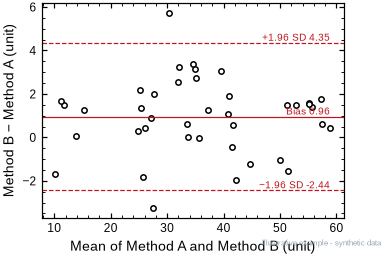 6
4
2
0
−2
10
20
30
40
50
60
Method B − Method A (unit)
+1.96 SD 4.35
Bias 0.96
−1.96 SD -2.44
Mean of Method A and Method B (unit)
example - synthetic data